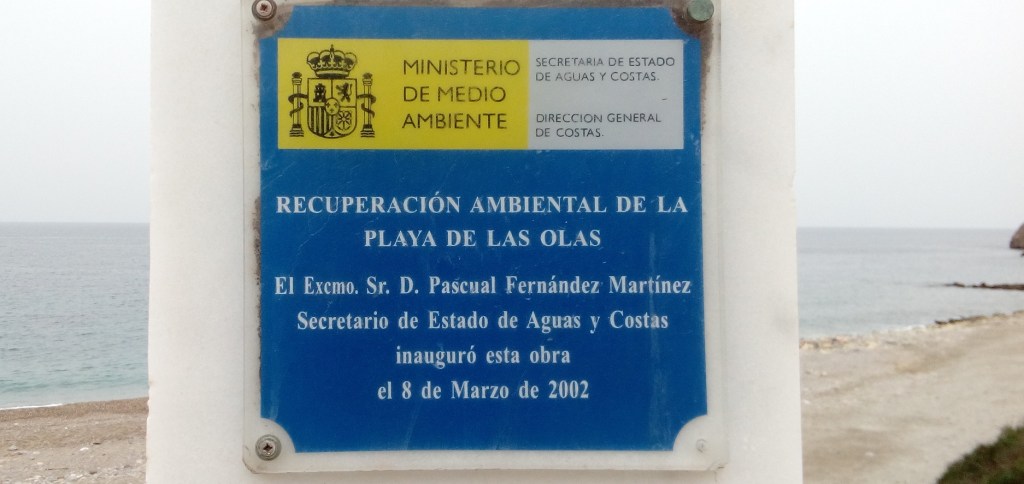 MINISTERIO
DE MEDIO
AMBIENTE
SECRETARIA DE ESTADO
DE AGUAS Y COSTAS.
DIRECCION GENERAL
DE COSTAS.
RECUPERACIÓN AMBIENTAL DE LA
PLAYA DE LAS OLAS
El Excmo. Sr. D. Pascual Fernández Martínez
Secretario de Estado de Aguas y Costas
inauguró esta obra
el 8 de Marzo de 2002